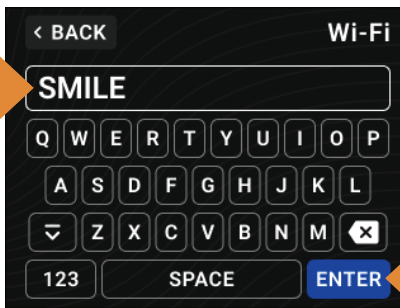 < BACK Wi-Fi
SMILE
Q W E R T Y U I O P
A S D F G H J K L
Z X C V B N M
123 SPACE ENTER